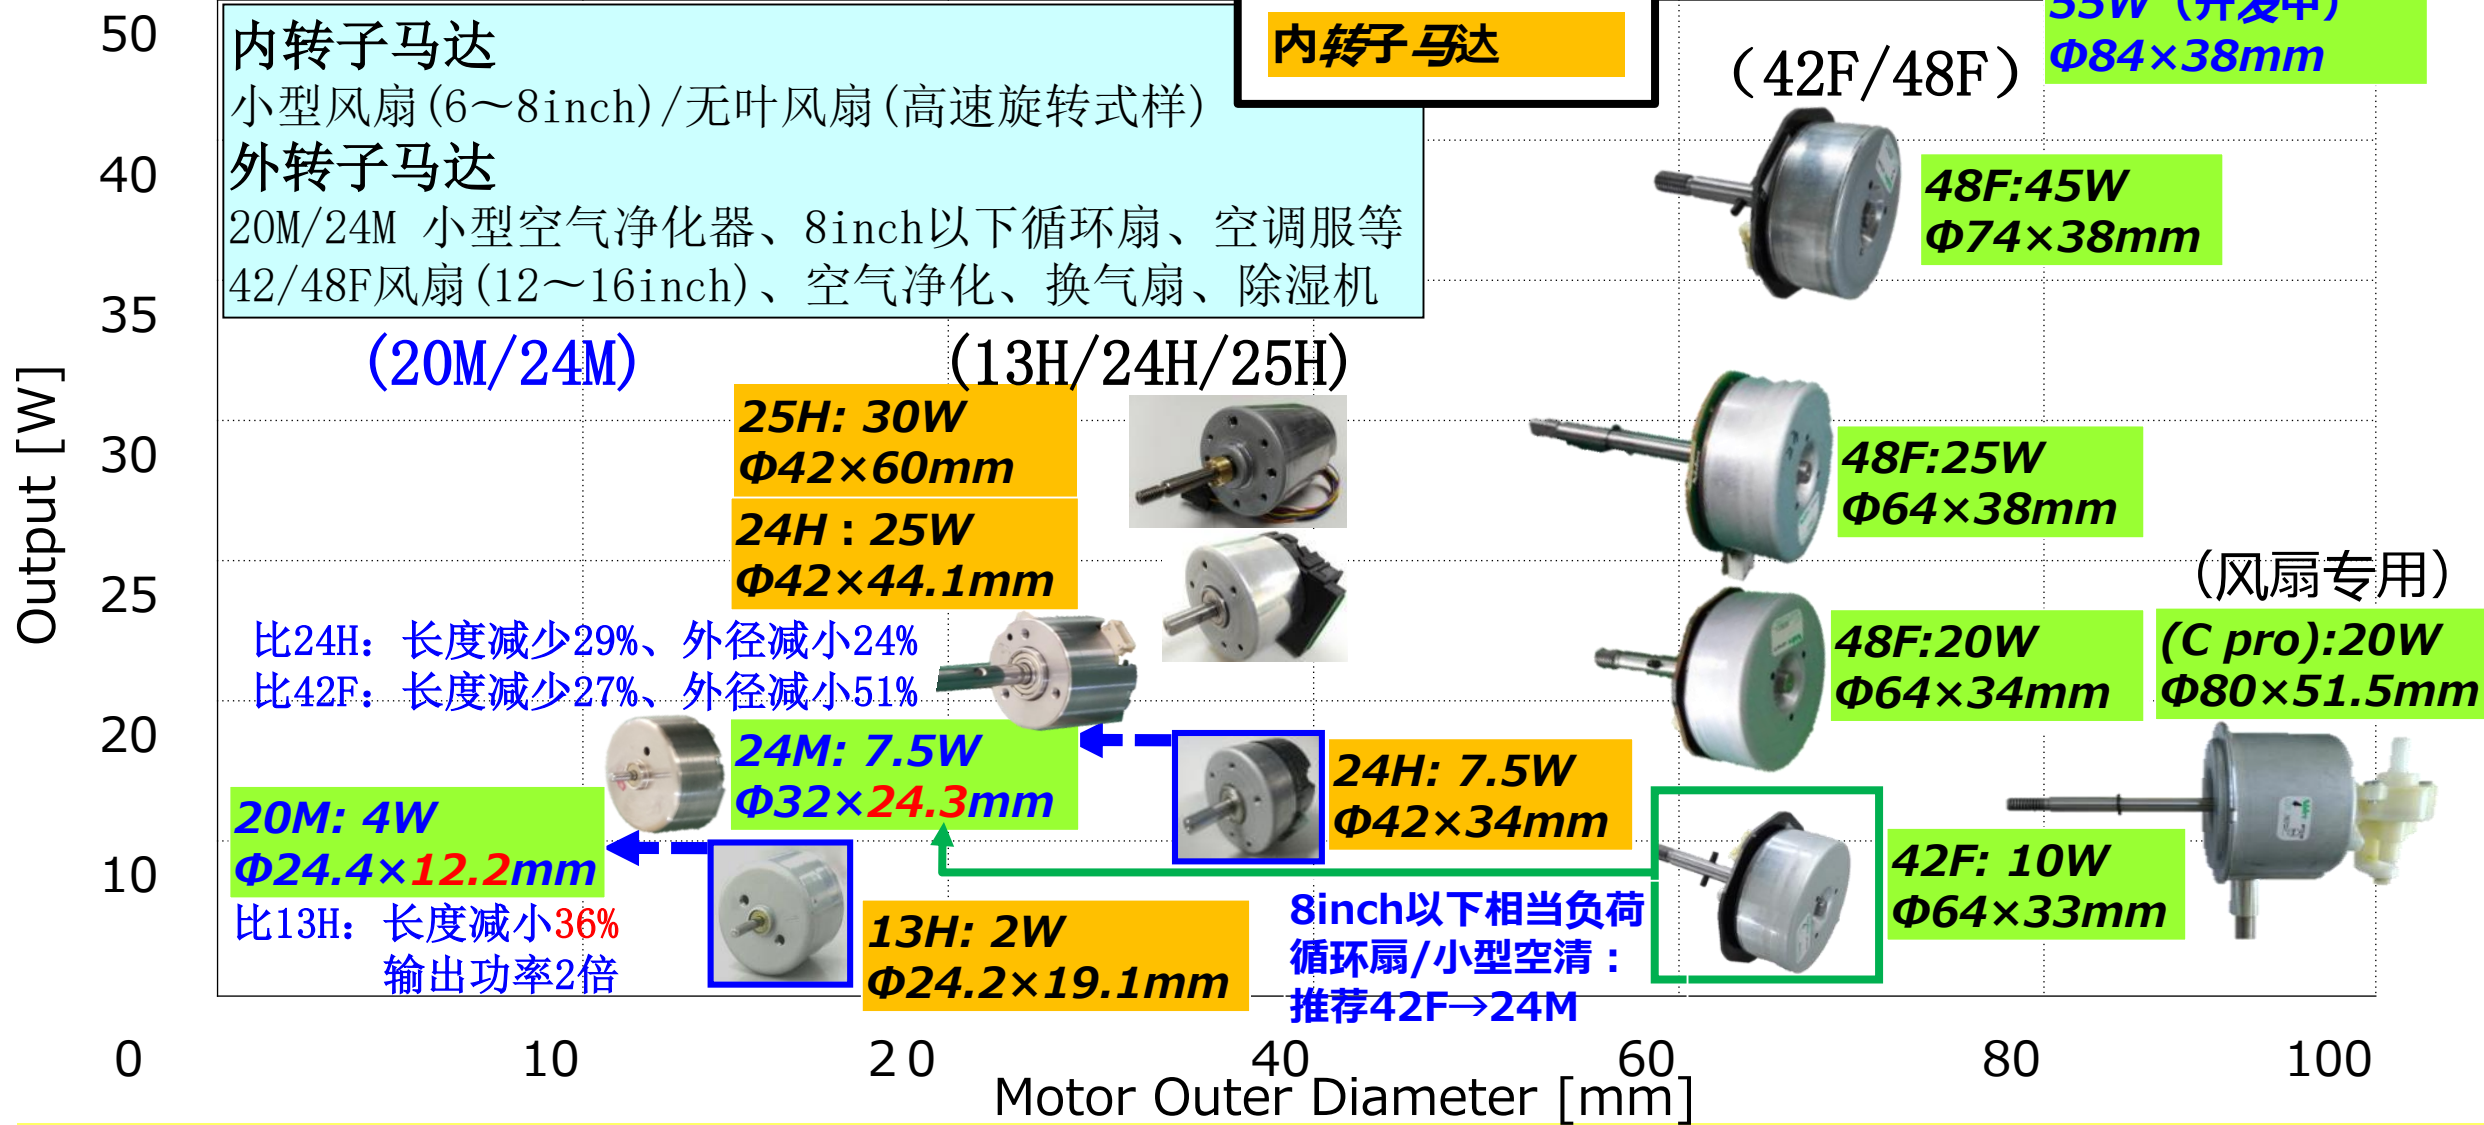 55W（开发中）
Φ84×38mm
内转子马达
（42F/48F）
内转子马达
小型风扇(6～8inch)/无叶风扇(高速旋转式样)
外转子马达
20M/24M 小型空气净化器、8inch以下循环扇、空调服等
42/48F风扇(12～16inch)、空气净化、换气扇、除湿机
48F:45W
Φ74×38mm
(20M/24M)
(13H/24H/25H)
25H: 30W
Φ42×60mm
24H：25W
Φ42×44.1mm
48F:25W
Φ64×38mm
（风扇专用）
比24H：长度减少29%、外径减小24%
比42F：长度减少27%、外径减小51%
48F:20W
Φ64×34mm
(C pro):20W
Φ80×51.5mm
24M: 7.5W
Φ32×24.3mm
24H: 7.5W
Φ42×34mm
20M: 4W
Φ24.4×12.2mm
比13H：长度减小36%
输出功率2倍
13H: 2W
Φ24.2×19.1mm
8inch以下相当负荷
循环扇/小型空清：
推荐42F→24M
42F: 10W
Φ64×33mm
Output [W]
50
40
35
30
25
20
10
0
10
20
40
60
80
100
Motor Outer Diameter [mm]